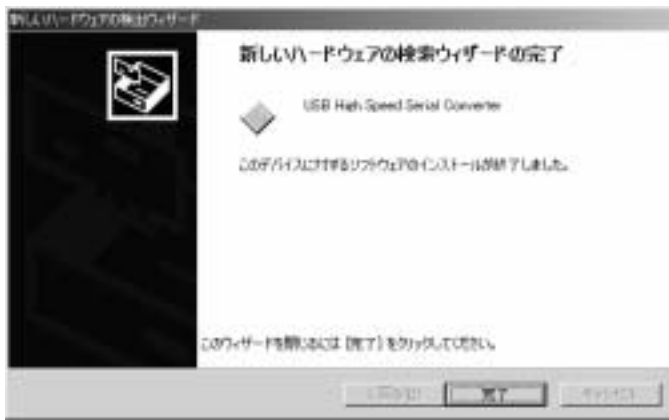 新しいハードウェアの検出ウィザード
新しいハードウェアの検索ウィザードの完了
USB High Speed Serial Converter
このデバイスに対するソフトウェアのインストールが終了しました。
このウィザードを閉じるには [完了] をクリックしてください。
完了